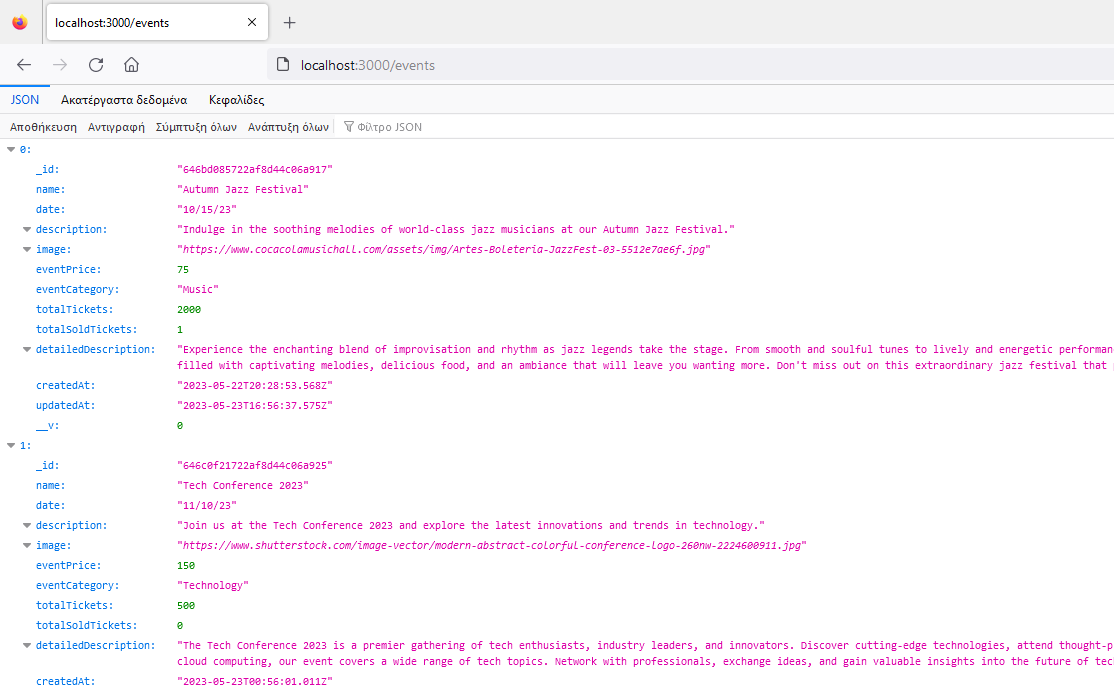 localhost:3000/events
localhost:3000/events
JSON Ακατέργαστα δεδομένα Κεφαλίδες
Αποθήκευση Αντιγραφή Σύμπτυξη όλων Ανάπτυξη όλων Φίλτρο JSON
0:
_id: "646bd085722af8d44c06a917"
name: "Autumn Jazz Festival"
date: "10/15/23"
description: "Indulge in the soothing melodies of world-class jazz musicians at our Autumn Jazz Festival."
image: "https://www.cocacolamusichall.com/assets/img/Artes-Boleteria-JazzFest-03-5512e7ae6f.jpg"
eventPrice: 75
eventCategory: "Music"
totalTickets: 2000
totalSoldTickets: 1
detailedDescription: "Experience the enchanting blend of improvisation and rhythm as jazz legends take the stage. From smooth and soulful tunes to lively and energetic performan
filled with captivating melodies, delicious food, and an ambiance that will leave you wanting more. Don't miss out on this extraordinary jazz festival that
createdAt: "2023-05-22T20:28:53.568Z"
updatedAt: "2023-05-23T16:56:37.575Z"
__v: 0
1:
_id: "646c0f21722af8d44c06a925"
name: "Tech Conference 2023"
date: "11/10/23"
description: "Join us at the Tech Conference 2023 and explore the latest innovations and trends in technology."
image: "https://www.shutterstock.com/image-vector/modern-abstract-colorful-conference-logo-260nw-2224600911.jpg"
eventPrice: 150
eventCategory: "Technology"
totalTickets: 500
totalSoldTickets: 0
detailedDescription: "The Tech Conference 2023 is a premier gathering of tech enthusiasts, industry leaders, and innovators. Discover cutting-edge technologies, attend thought-p
cloud computing, our event covers a wide range of tech topics. Network with professionals, exchange ideas, and gain valuable insights into the future of tec
createdAt: "2023-05-23T00:56:01.011Z"